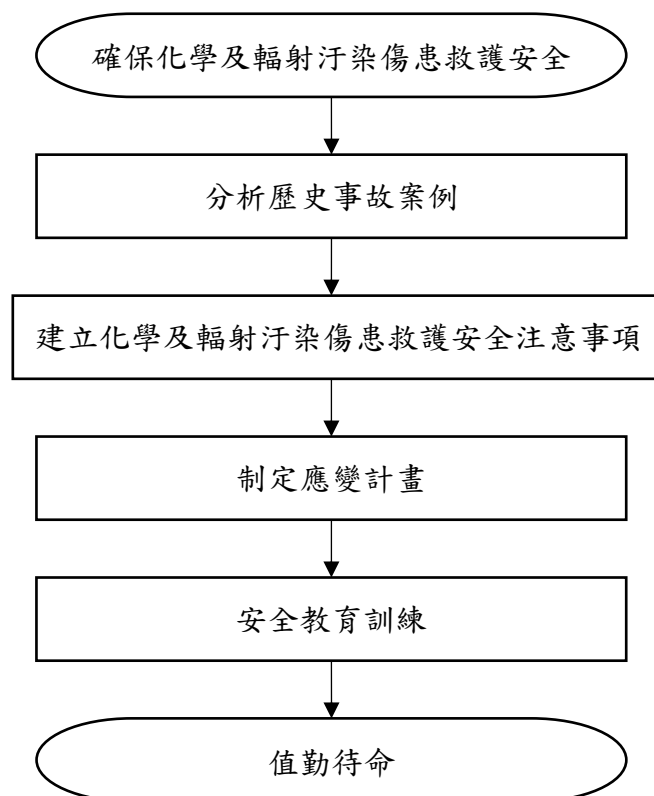 確保化學及輻射汙染傷患救護安全
分析歷史事故案例
建立化學及輻射汙染傷患救護安全注意事項
制定應變計畫
安全教育訓練
值勤待命